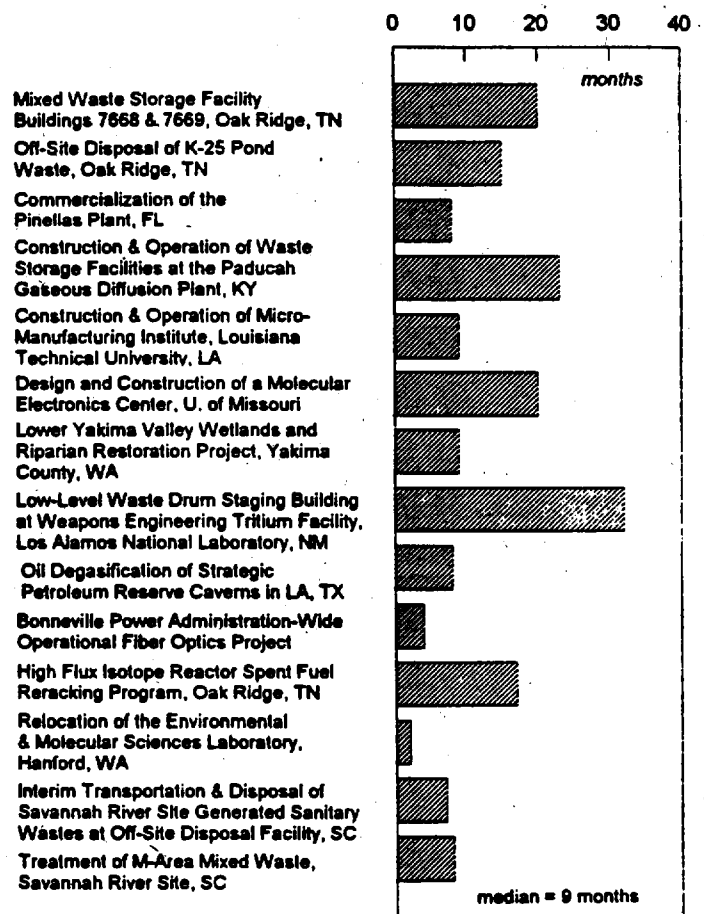 0 10 20 30 40
months
Mixed Waste Storage Facility
Buildings 7668 & 7669, Oak Ridge, TN
Off-Site Disposal of K-25 Pond
Waste, Oak Ridge, TN
Commercialization of the
Pinellas Plant, FL
Construction & Operation of Waste
Storage Facilities at the Paducah
Gaseous Diffusion Plant, KY
Construction & Operation of Micro-
Manufacturing Institute, Louisiana
Technical University, LA
Design and Construction of a Molecular
Electronics Center, U. of Missouri
Lower Yakima Valley Wetlands and
Riparian Restoration Project, Yakima
County, WA
Low-Level Waste Drum Staging Building
at Weapons Engineering Tritium Facility,
Los Alamos National Laboratory, NM
Oil Degasification of Strategic
Petroleum Reserve Caverns in LA, TX
Bonneville Power Administration-Wide
Operational Fiber Optics Project
High Flux Isotope Reactor Spent Fuel
Reracking Program, Oak Ridge, TN
Relocation of the Environmental
& Molecular Sciences Laboratory,
Hanford, WA
Interim Transportation & Disposal of
Savannah River Site Generated Sanitary
Wastes at Off-Site Disposal Facility, SC
Treatment of M-Area Mixed Waste,
Savannah River Site, SC
median = 9 months